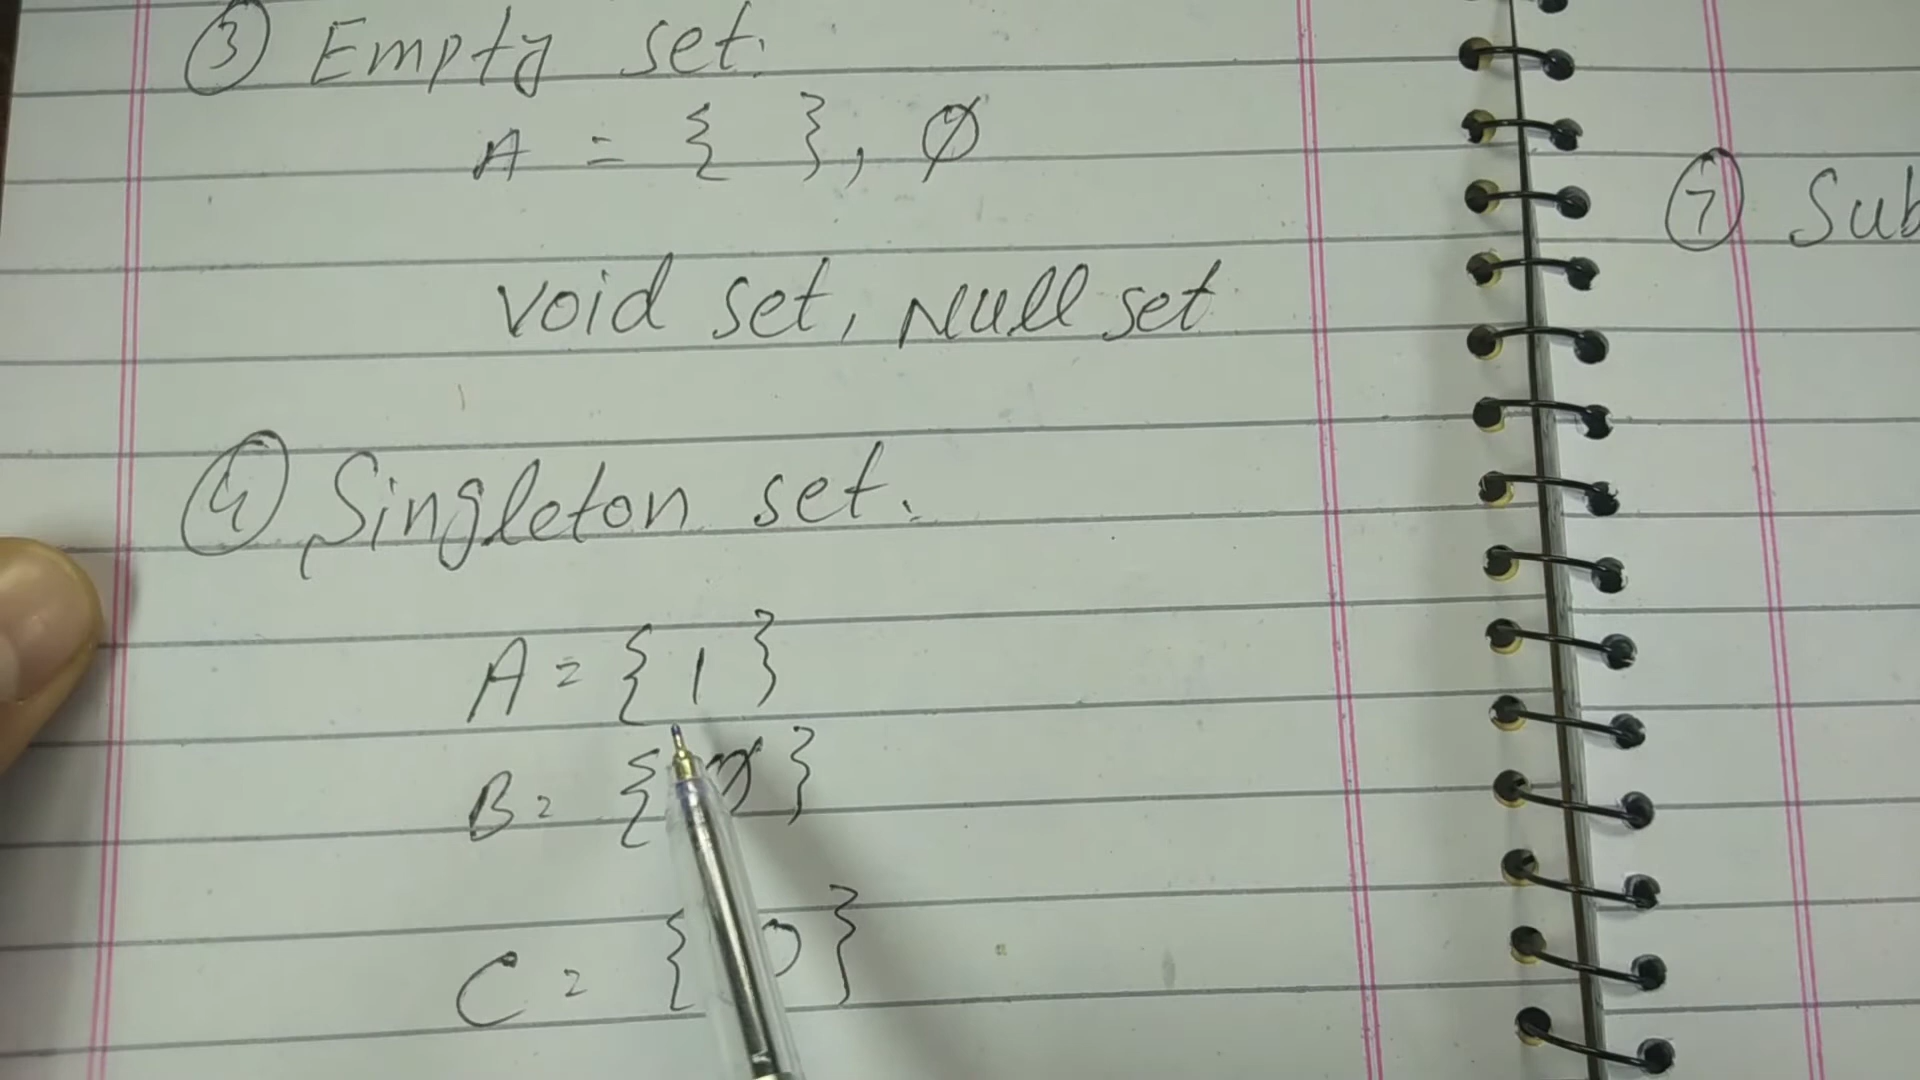 ③ Empty set.
A = { }, Ø
void set, Null set
④ Singleton set.
A = { 1 }
B = { Ø }
C = { 0 }
⑦ Sub